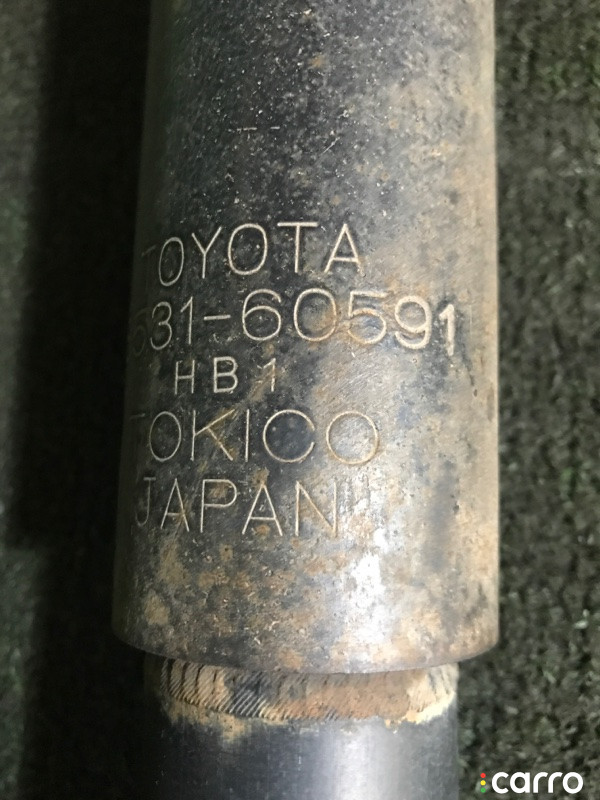 TOYOTA
531-60591
HB1
TOKICO
JAPAN
carro